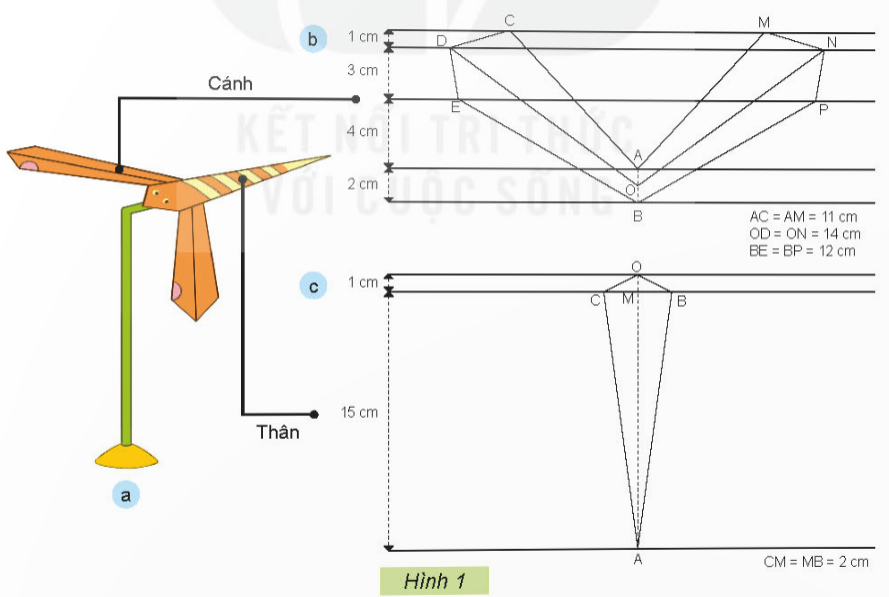 b
1 cm
3 cm
4 cm
2 cm
C
M
D
N
E
P
A
O
B
AC = AM = 11 cm
OD = ON = 14 cm
BE = BP = 12 cm
Cánh
KẾT NỐI TRI THỨC
VỚI CUỘC SỐNG
c
1 cm
15 cm
O
C
M
B
A
CM = MB = 2 cm
Thân
a
Hình 1